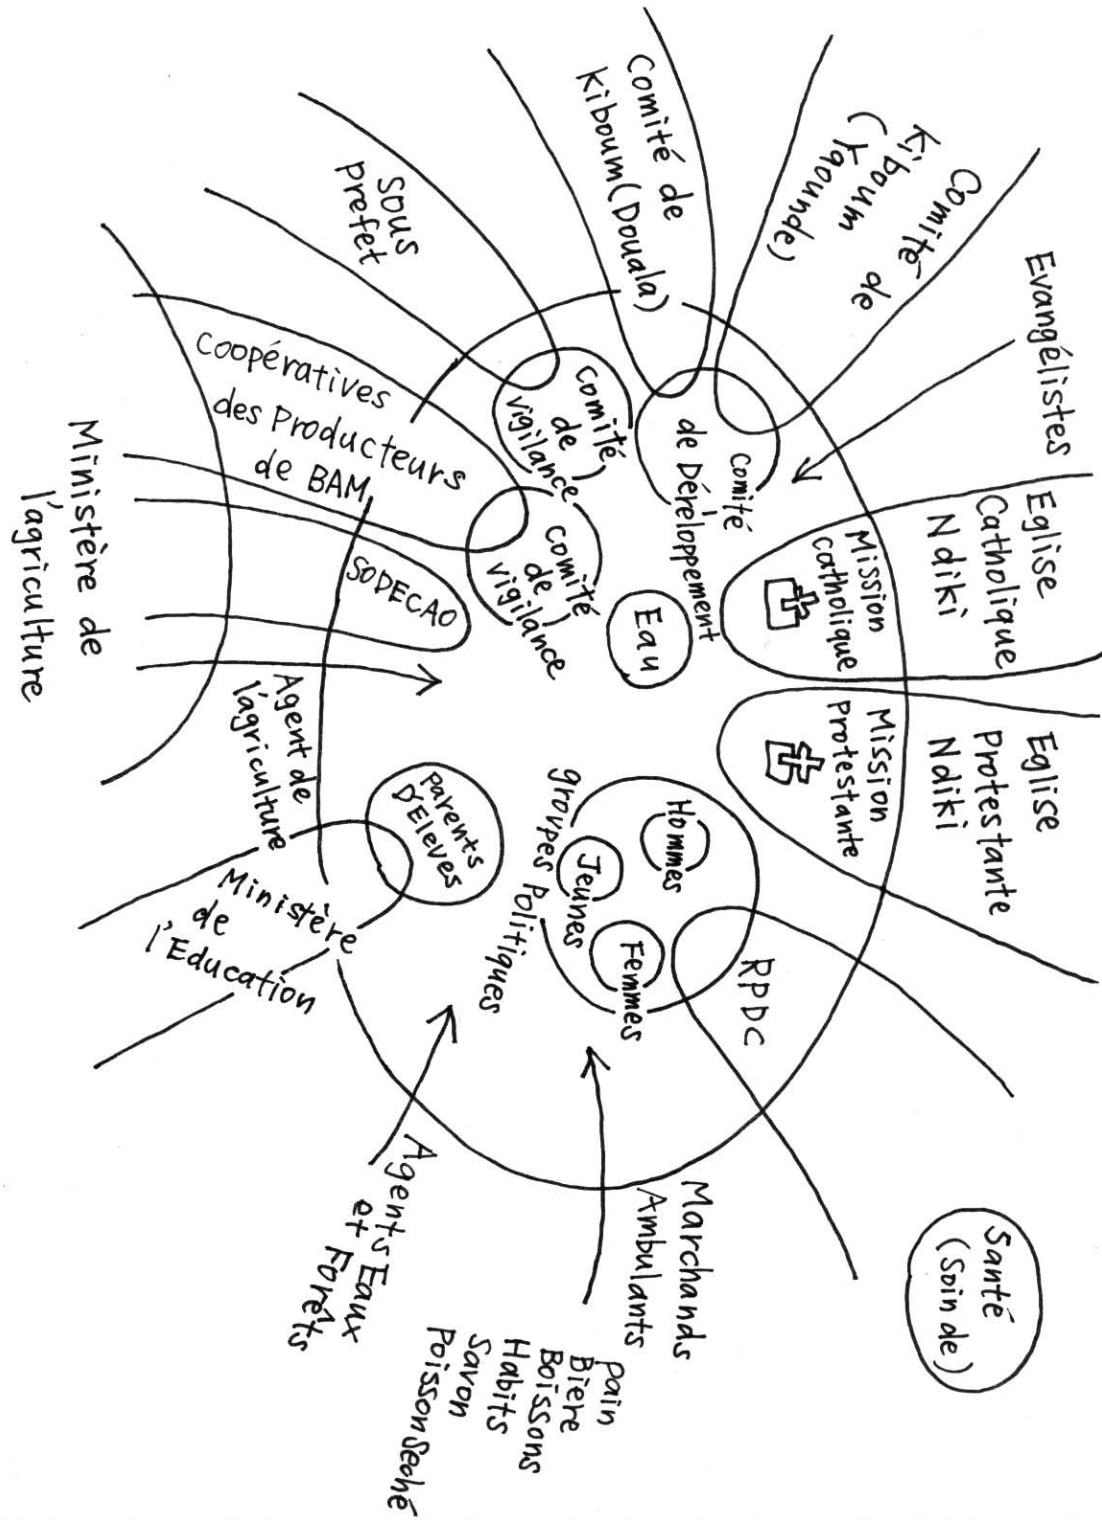 Santé
(Soin de)
Eglise
Protestante
Ndiki
Eglise
Catholique
Ndiki
Evangélistes
Comité de
Kiboum
(Yaounde)
Comité de
Kiboum (Douala)
Sous
prefet
Mission
Protestante
Mission
catholique
comité
de Déréloppement
comité
de
vigilance
comité
de
vigilance
Eau
Coopératives
des Producteurs
de BAM
SODECAO
Ministère de
l'agriculture
Agent de
l'agriculture
Parents
D'Eleves
Ministère
de
l'Education
RPDC
Hommes
Jeunes
Femmes
groupes Politiques
Marchands
Ambulants
Pain
Bière
Boissons
Habits
Savon
Poisson Seché
Agents Eaux
et Forêts